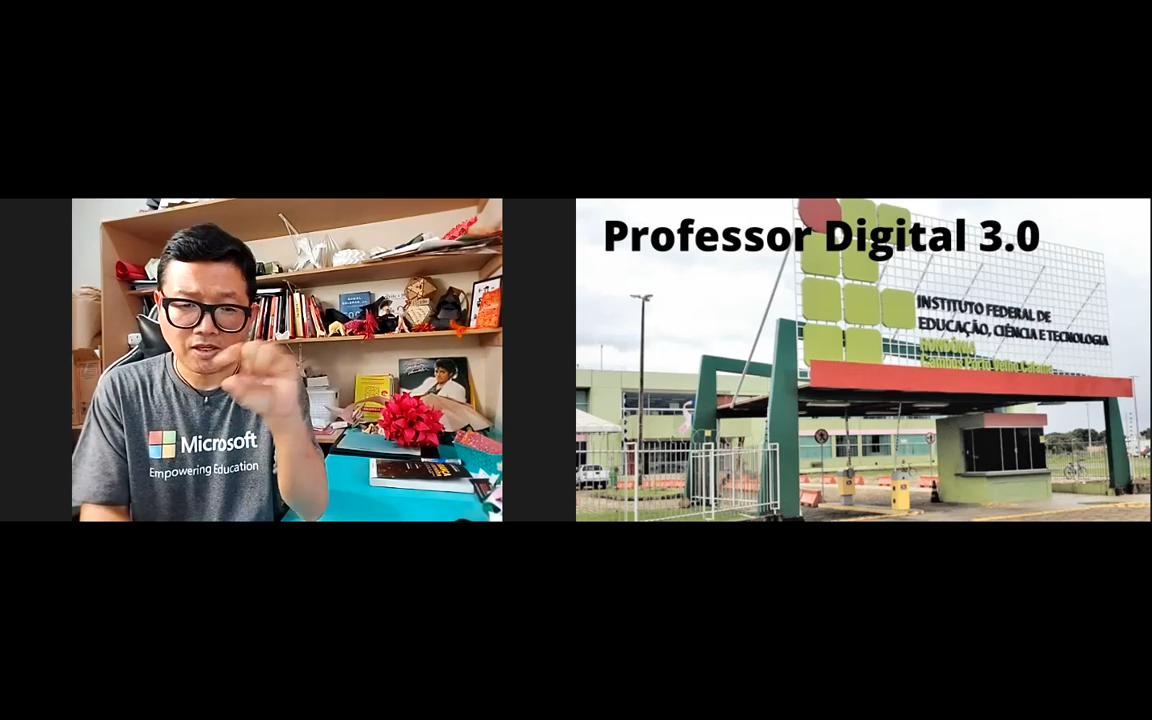 Microsoft
Empowering Education
Professor Digital 3.0
INSTITUTO FEDERAL DE
EDUCAÇÃO, CIÊNCIA E TECNOLOGIA
RONDÔNIA
Campus Porto Velho Calama